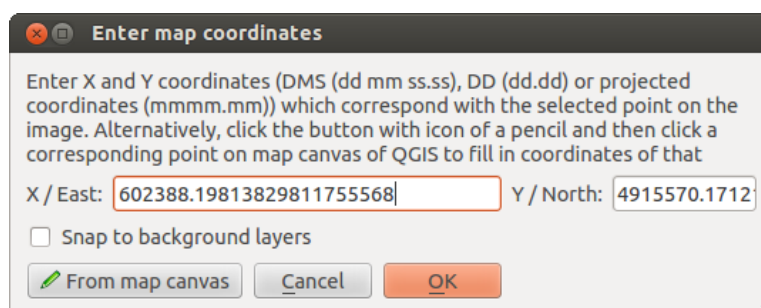 Enter map coordinates
Enter X and Y coordinates (DMS (dd mm ss.ss), DD (dd.dd) or projected
coordinates (mmmm.mm)) which correspond with the selected point on the
image. Alternatively, click the button with icon of a pencil and then click a
corresponding point on map canvas of QGIS to fill in coordinates of that
X / East: 602388.19813829811755568 Y / North: 4915570.1712
Snap to background layers
From map canvas Cancel OK